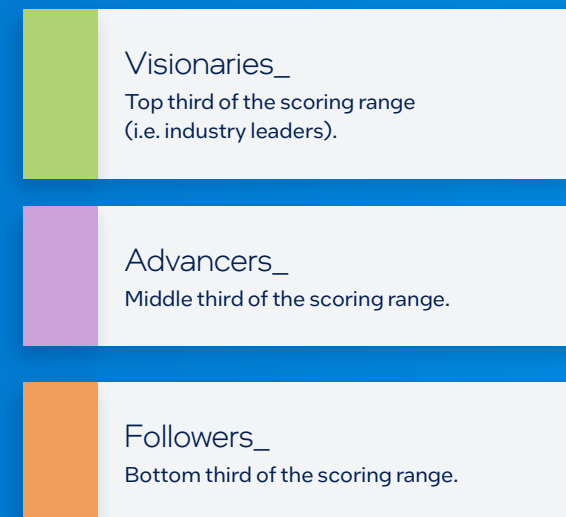 Visionaries_
Top third of the scoring range
(i.e. industry leaders).
Advancers_
Middle third of the scoring range.
Followers_
Bottom third of the scoring range.